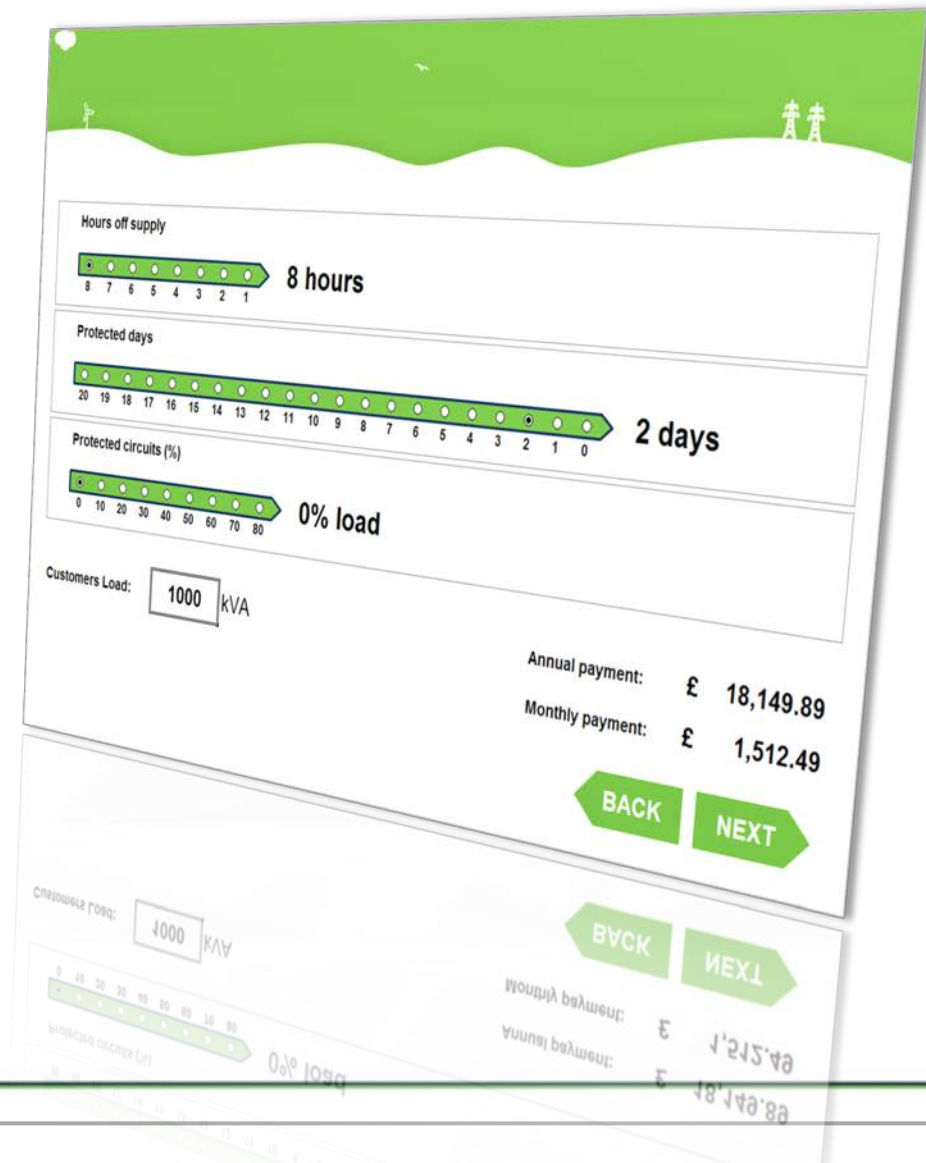 Hours off supply
8 hours
8 7 6 5 4 3 2 1
Protected days
2 days
20 19 18 17 16 15 14 13 12 11 10 9 8 7 6 5 4 3 2 1 0
Protected circuits (%)
0% load
0 10 20 30 40 50 60 70 80
Customers Load: 1000 kVA
Annual payment: £ 18,149.89
Monthly payment: £ 1,512.49
BACK NEXT